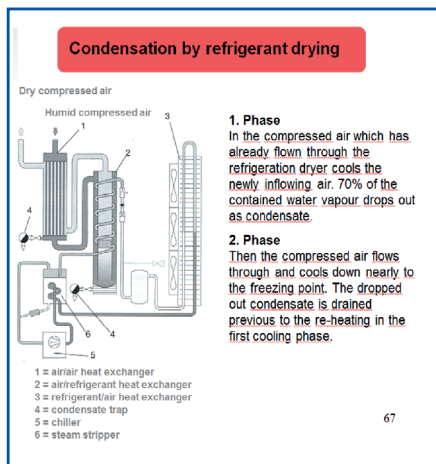 Condensation by refrigerant drying
Dry compressed air
Humid compressed air
1
2
3
4
4
6
5
1 = air/air heat exchanger
2 = air/refrigerant heat exchanger
3 = refrigerant/air heat exchanger
4 = condensate trap
5 = chiller
6 = steam stripper
1. Phase
In the compressed air which has
already flown through the
refrigeration dryer cools the
newly inflowing air. 70% of the
contained water vapour drops out
as condensate.
2. Phase
Then the compressed air flows
through and cools down nearly to
the freezing point. The dropped
out condensate is drained
previous to the re-heating in the
first cooling phase.
67